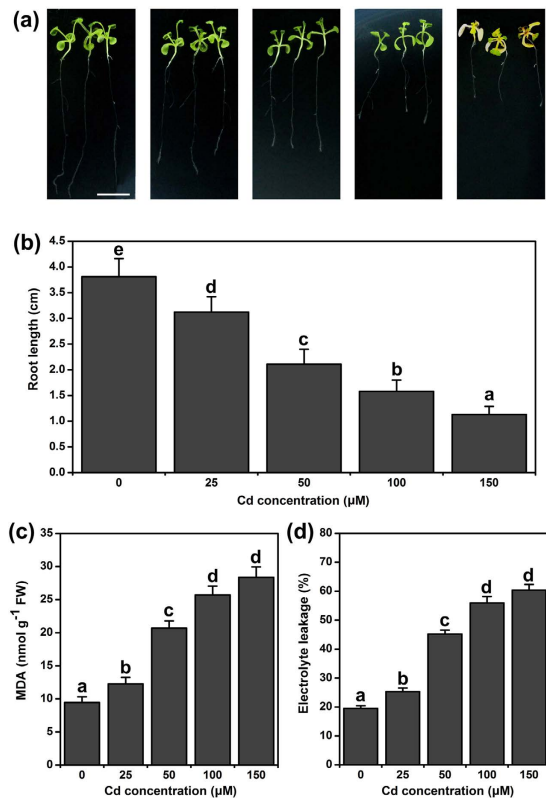 (a)
(b)
4.5
4.0
3.5
3.0
2.5
2.0
1.5
1.0
0.5
0.0
Root length (cm)
e
d
c
b
a
0 25 50 100 150
Cd concentration (µM)
(c)
35
30
25
20
15
10
5
0
MDA (nmol g⁻¹ FW)
a
b
c
d
d
0 25 50 100 150
Cd concentration (µM)
(d)
80
70
60
50
40
30
20
10
0
Electrolyte leakage (%)
a
b
c
d
d
0 25 50 100 150
Cd concentration (µM)